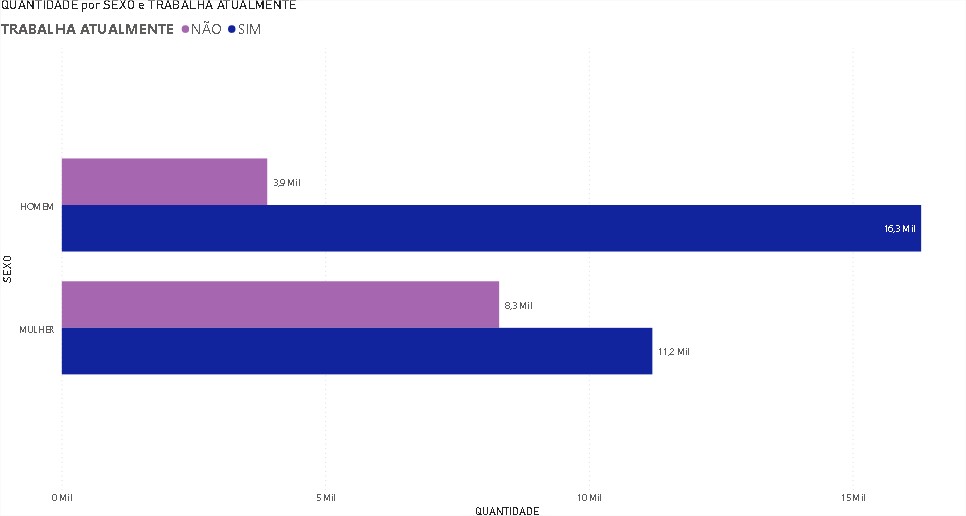 QUANTIDADE por SEXO e TRABALHA ATUALMENTE
TRABALHA ATUALMENTE NÃO SIM
3,9 Mil
HOMEM
16,3 Mil
SEXO
8,3 Mil
MULHER
11,2 Mil
0 Mil 5 Mil 10 Mil 15 Mil
QUANTIDADE